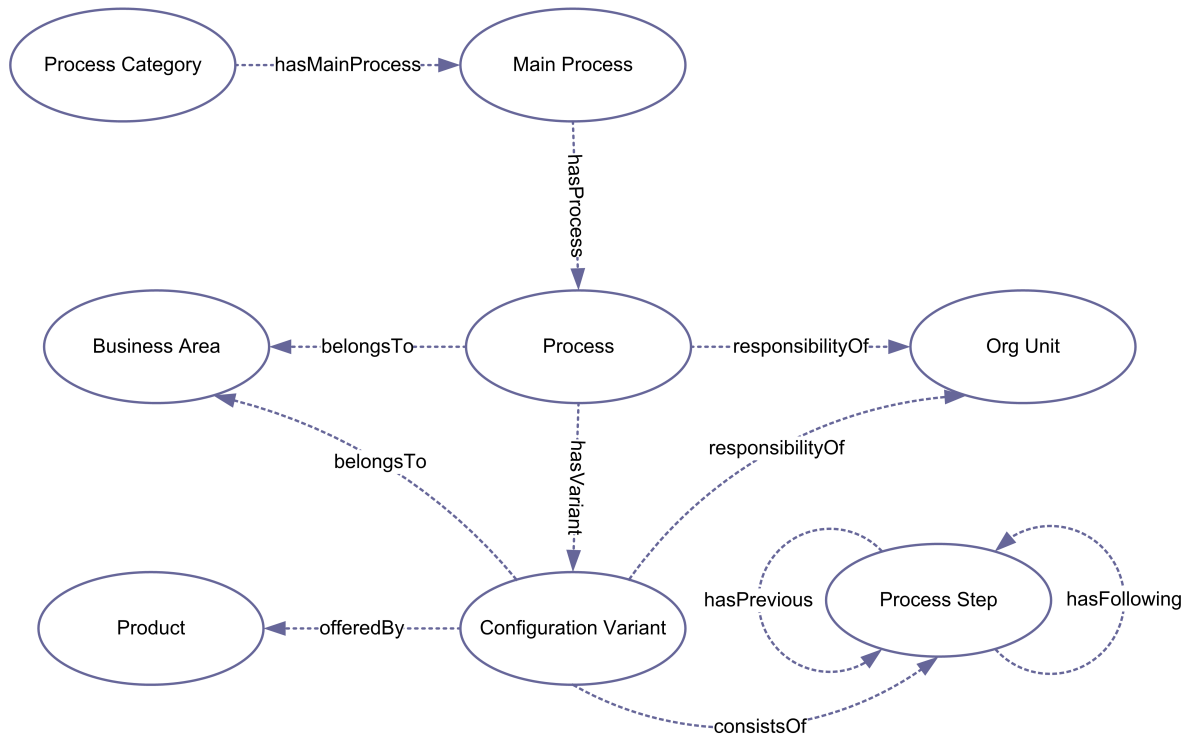 Process Category
hasMainProcess
Main Process
hasProcess
Business Area
belongsTo
Process
responsibilityOf
Org Unit
belongsTo
hasVariant
responsibilityOf
Product
offeredBy
Configuration Variant
hasPrevious
Process Step
hasFollowing
consistsOf